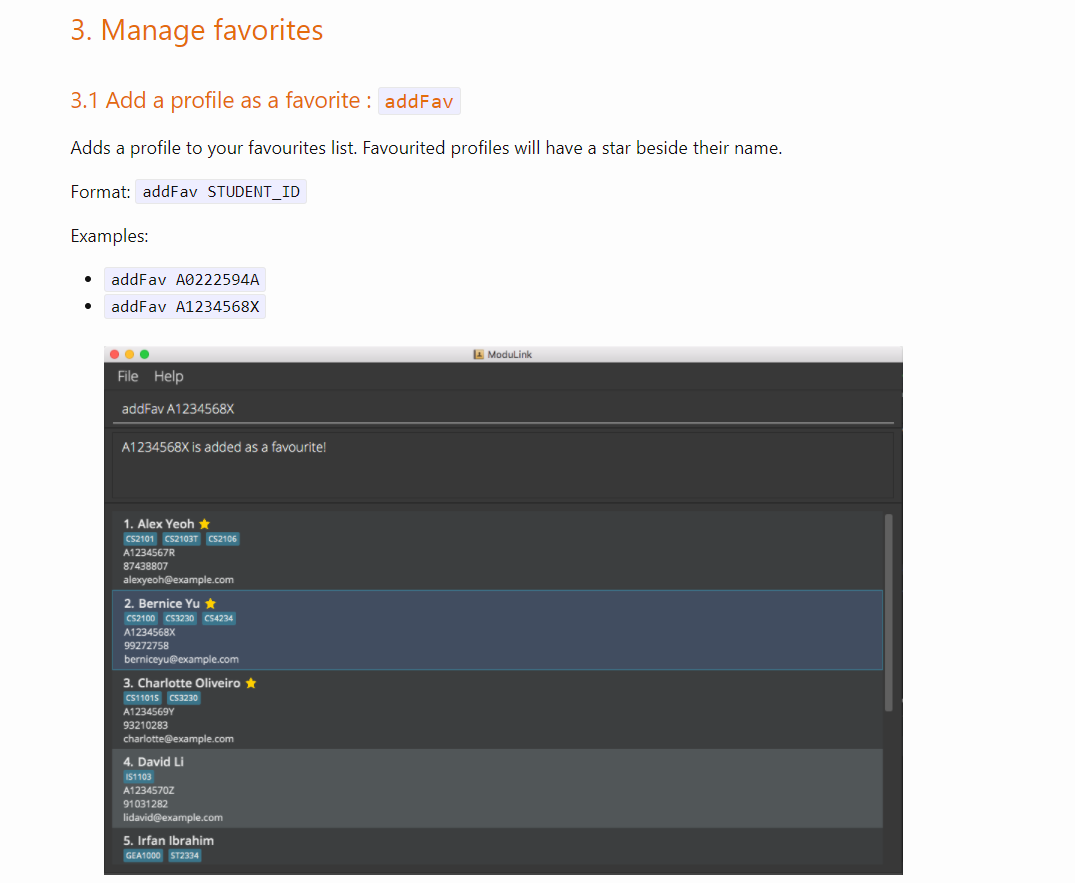 3. Manage favorites
3.1 Add a profile as a favorite : addFav
Adds a profile to your favourites list. Favourited profiles will have a star beside their name.
Format: addFav STUDENT_ID
Examples:
addFav A0222594A
addFav A1234568X
ModuLink
File Help
addFav A1234568X
A1234568X is added as a favourite!
1. Alex Yeoh
CS2101 CS2103T CS2106
A1234567R
87438807
alexyeoh@example.com
2. Bernice Yu
CS2100 CS3230 CS4234
A1234568X
99272758
berniceyu@example.com
3. Charlotte Oliveiro
CS1101S CS3230
A1234569Y
93210283
charlotte@example.com
4. David Li
IS1103
A1234570Z
91031282
lidavid@example.com
5. Irfan Ibrahim
GEA1000 ST2334